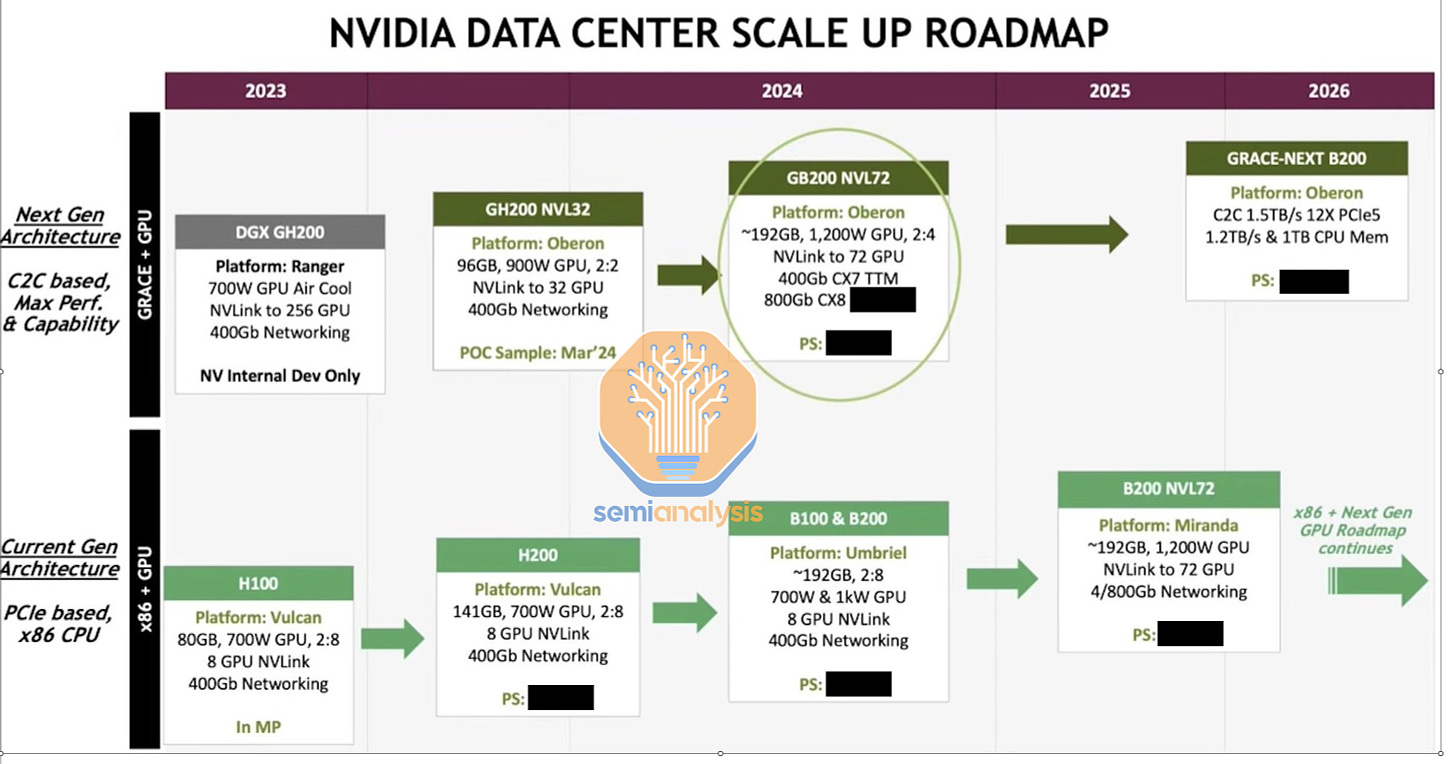 NVIDIA DATA CENTER SCALE UP ROADMAP
2023
2024
2025
2026
Next Gen
Architecture
C2C based,
Max Perf.
& Capability
GRACE + GPU
DGX GH200
Platform: Ranger
700W GPU Air Cool
NVLink to 256 GPU
400Gb Networking
NV Internal Dev Only
GH200 NVL32
Platform: Oberon
96GB, 900W GPU, 2:2
NVLink to 32 GPU
400Gb Networking
POC Sample: Mar’24
GB200 NVL72
Platform: Oberon
~192GB, 1,200W GPU, 2:4
NVLink to 72 GPU
400Gb CX7 TTM
800Gb CX8
PS:
GRACE-NEXT B200
Platform: Oberon
C2C 1.5TB/s 12X PCIe5
1.2TB/s & 1TB CPU Mem
PS:
semianalysis
Current Gen
Architecture
PCIe based,
x86 CPU
x86 + GPU
H100
Platform: Vulcan
80GB, 700W GPU, 2:8
8 GPU NVLink
400Gb Networking
In MP
H200
Platform: Vulcan
141GB, 700W GPU, 2:8
8 GPU NVLink
400Gb Networking
PS:
B100 & B200
Platform: Umbriel
~192GB, 2:8
700W & 1kW GPU
8 GPU NVLink
400Gb Networking
PS:
B200 NVL72
Platform: Miranda
~192GB, 1,200W GPU
NVLink to 72 GPU
4/800Gb Networking
PS:
x86 + Next Gen
GPU Roadmap
continues